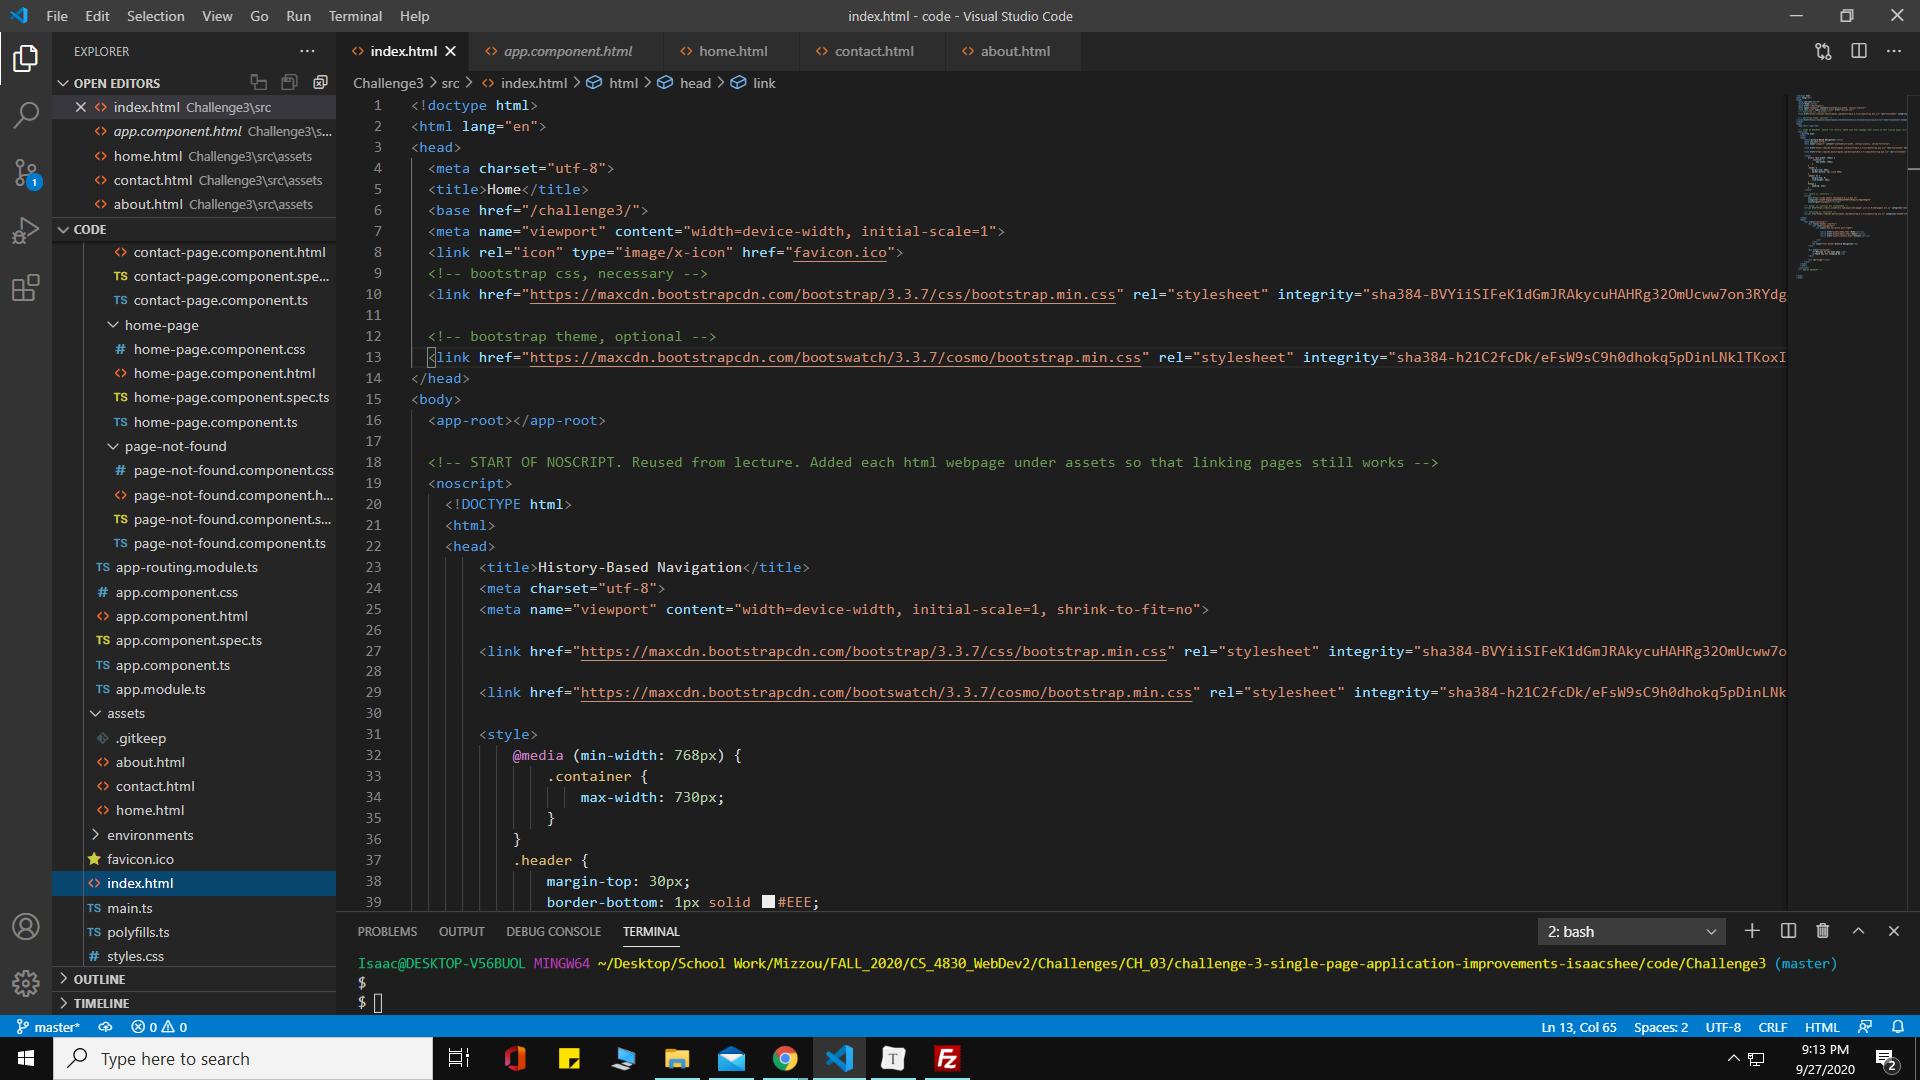 File Edit Selection View Go Run Terminal Help
index.html - code - Visual Studio Code
EXPLORER
index.html
app.component.html
home.html
contact.html
about.html
OPEN EDITORS
index.html Challenge3\src
app.component.html Challenge3\s...
home.html Challenge3\src\assets
contact.html Challenge3\src\assets
about.html Challenge3\src\assets
CODE
contact-page.component.html
TS contact-page.component.spe...
TS contact-page.component.ts
home-page
# home-page.component.css
home-page.component.html
TS home-page.component.spec.ts
TS home-page.component.ts
page-not-found
# page-not-found.component.css
page-not-found.component.h...
TS page-not-found.component.s...
TS page-not-found.component.ts
TS app-routing.module.ts
# app.component.css
app.component.html
TS app.component.spec.ts
TS app.component.ts
TS app.module.ts
assets
.gitkeep
about.html
contact.html
home.html
environments
favicon.ico
index.html
TS main.ts
TS polyfills.ts
# styles.css
OUTLINE
TIMELINE
1
Challenge3 > src > index.html > html > head > link
1 <!doctype html>
2 <html lang="en">
3 <head>
4 <meta charset="utf-8">
5 <title>Home</title>
6 <base href="/challenge3/">
7 <meta name="viewport" content="width=device-width, initial-scale=1">
8 <link rel="icon" type="image/x-icon" href="favicon.ico">
9 <!-- bootstrap css, necessary -->
10 <link href="https://maxcdn.bootstrapcdn.com/bootstrap/3.3.7/css/bootstrap.min.css" rel="stylesheet" integrity="sha384-BVYiiSIFeK1dGmJRAkycuHAHRg32OmUcww7on3RYdg
11
12 <!-- bootstrap theme, optional -->
13 <link href="https://maxcdn.bootstrapcdn.com/bootswatch/3.3.7/cosmo/bootstrap.min.css" rel="stylesheet" integrity="sha384-h21C2fcDk/eFsW9sC9h0dhokq5pDinLNklTKoxI
14 </head>
15 <body>
16 <app-root></app-root>
17
18 <!-- START OF NOSCRIPT. Reused from lecture. Added each html webpage under assets so that linking pages still works -->
19 <noscript>
20 <!DOCTYPE html>
21 <html>
22 <head>
23 <title>History-Based Navigation</title>
24 <meta charset="utf-8">
25 <meta name="viewport" content="width=device-width, initial-scale=1, shrink-to-fit=no">
26
27 <link href="https://maxcdn.bootstrapcdn.com/bootstrap/3.3.7/css/bootstrap.min.css" rel="stylesheet" integrity="sha384-BVYiiSIFeK1dGmJRAkycuHAHRg32OmUcww7o
28
29 <link href="https://maxcdn.bootstrapcdn.com/bootswatch/3.3.7/cosmo/bootstrap.min.css" rel="stylesheet" integrity="sha384-h21C2fcDk/eFsW9sC9h0dhokq5pDinLNk
30
31 <style>
32 @media (min-width: 768px) {
33 .container {
34 max-width: 730px;
35 }
36 }
37 .header {
38 margin-top: 30px;
39 border-bottom: 1px solid #EEE;
PROBLEMS OUTPUT DEBUG CONSOLE TERMINAL
2: bash
Isaac@DESKTOP-V56BUOL MINGW64 ~/Desktop/School Work/Mizzou/FALL_2020/CS_4830_WebDev2/Challenges/CH_03/challenge-3-single-page-application-improvements-isaacshee/code/Challenge3 (master)
$
$
master* 0 0
Ln 13, Col 65 Spaces: 2 UTF-8 CRLF HTML
Type here to search
T
Fz
9:13 PM
9/27/2020
2